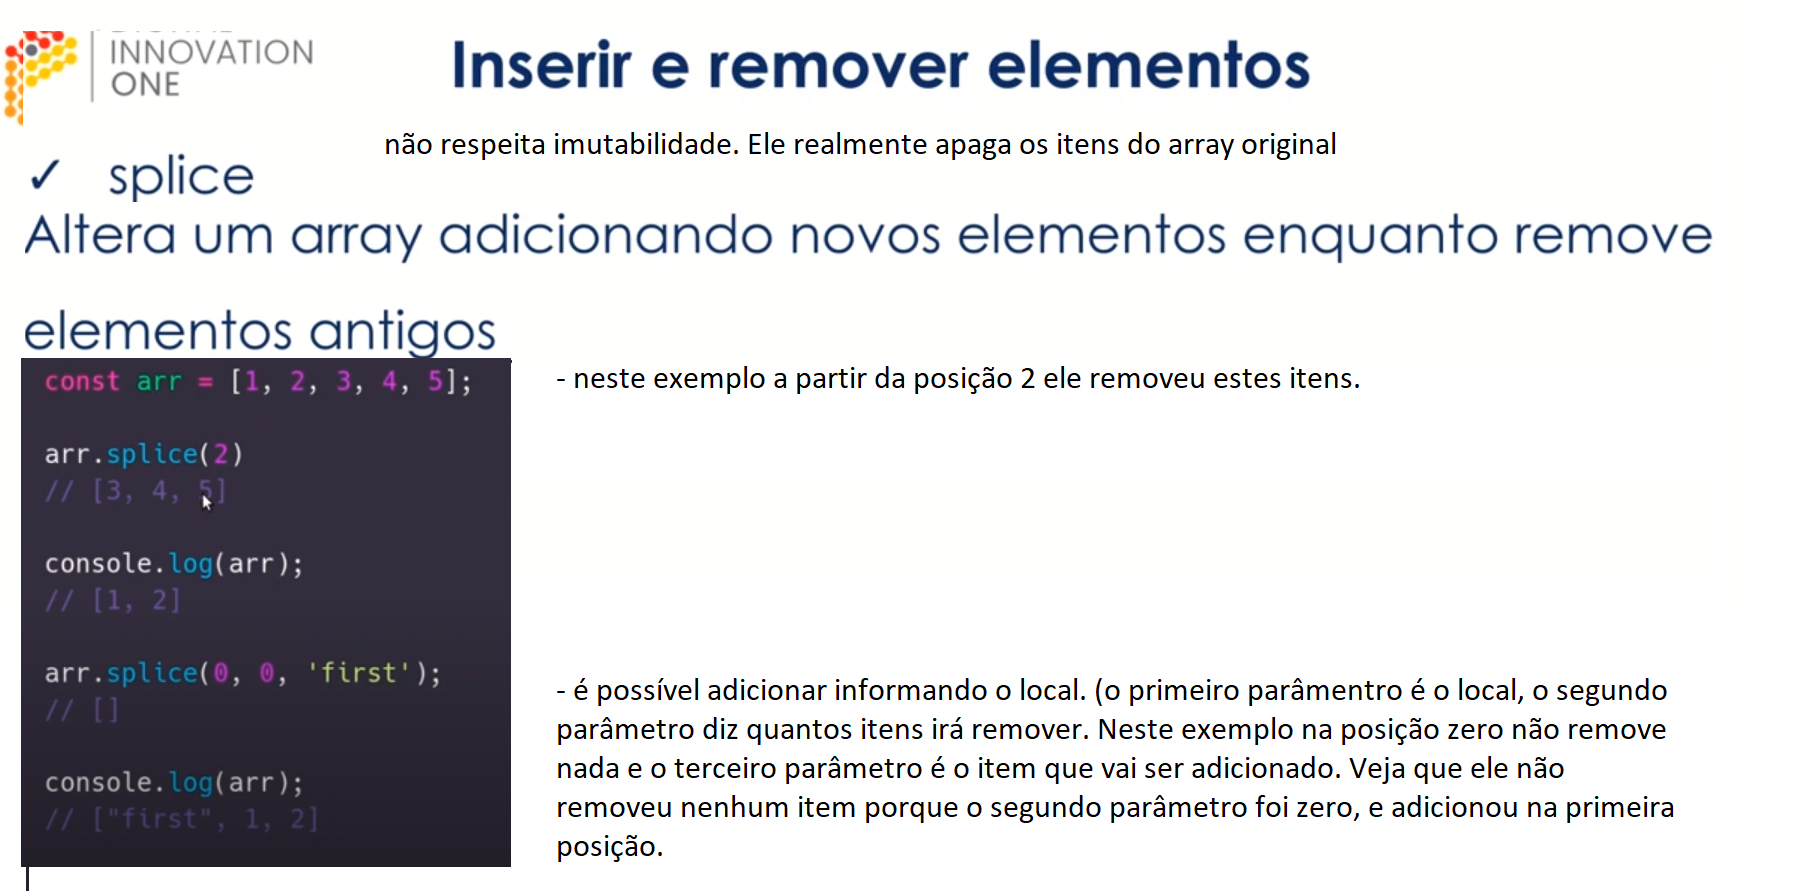 INNOVATION
ONE
Inserir e remover elementos
não respeita imutabilidade. Ele realmente apaga os itens do array original
✓ splice
Altera um array adicionando novos elementos enquanto remove
elementos antigos
const arr = [1, 2, 3, 4, 5];
- neste exemplo a partir da posição 2 ele removeu estes itens.
arr.splice(2)
// [3, 4, 5]
console.log(arr);
// [1, 2]
arr.splice(0, 0, 'first');
// []
console.log(arr);
// ["first", 1, 2]
- é possível adicionar informando o local. (o primeiro parâmentro é o local, o segundo
parâmetro diz quantos itens irá remover. Neste exemplo na posição zero não remove
nada e o terceiro parâmetro é o item que vai ser adicionado. Veja que ele não
removeu nenhum item porque o segundo parâmetro foi zero, e adicionou na primeira
posição.